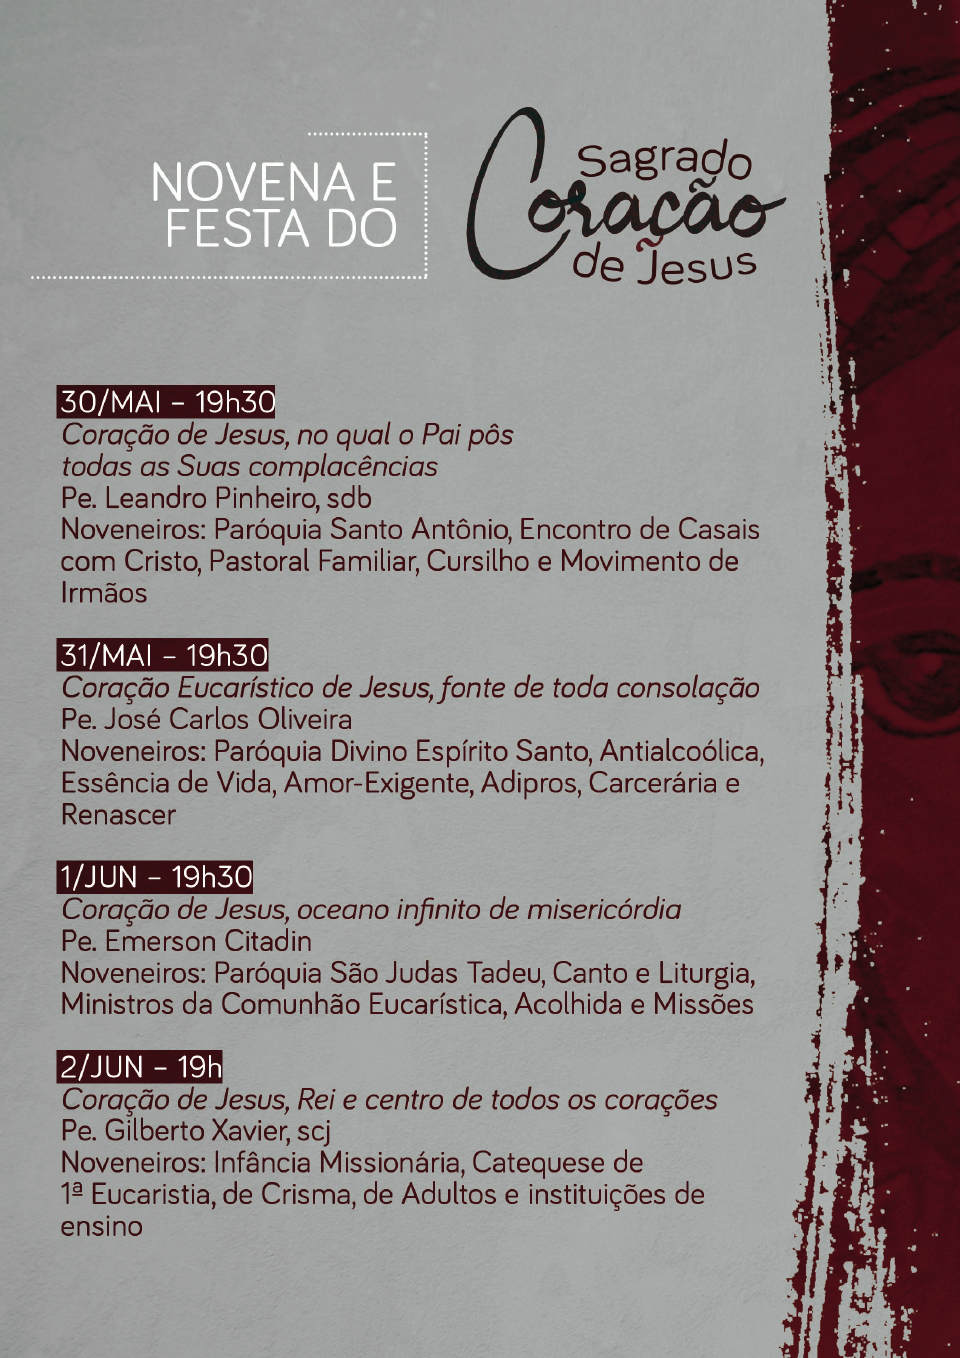 NOVENA E
FESTA DO
Sagrado
Coração
de Jesus
30/MAI – 19h30
Coração de Jesus, no qual o Pai pôs
todas as Suas complacências
Pe. Leandro Pinheiro, sdb
Noveneiros: Paróquia Santo Antônio, Encontro de Casais
com Cristo, Pastoral Familiar, Cursilho e Movimento de
Irmãos
31/MAI – 19h30
Coração Eucarístico de Jesus, fonte de toda consolação
Pe. José Carlos Oliveira
Noveneiros: Paróquia Divino Espírito Santo, Antialcoólica,
Essência de Vida, Amor-Exigente, Adipros, Carcerária e
Renascer
1/JUN – 19h30
Coração de Jesus, oceano infinito de misericórdia
Pe. Emerson Citadin
Noveneiros: Paróquia São Judas Tadeu, Canto e Liturgia,
Ministros da Comunhão Eucarística, Acolhida e Missões
2/JUN – 19h
Coração de Jesus, Rei e centro de todos os corações
Pe. Gilberto Xavier, scj
Noveneiros: Infância Missionária, Catequese de
1ª Eucaristia, de Crisma, de Adultos e instituições de
ensino